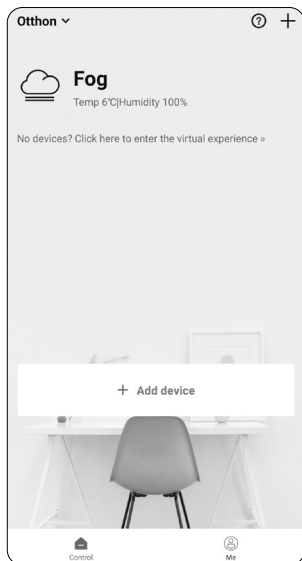 Otthon
Fog
Temp 6℃|Humidity 100%
No devices? Click here to enter the virtual experience »
+ Add device
Control
Me